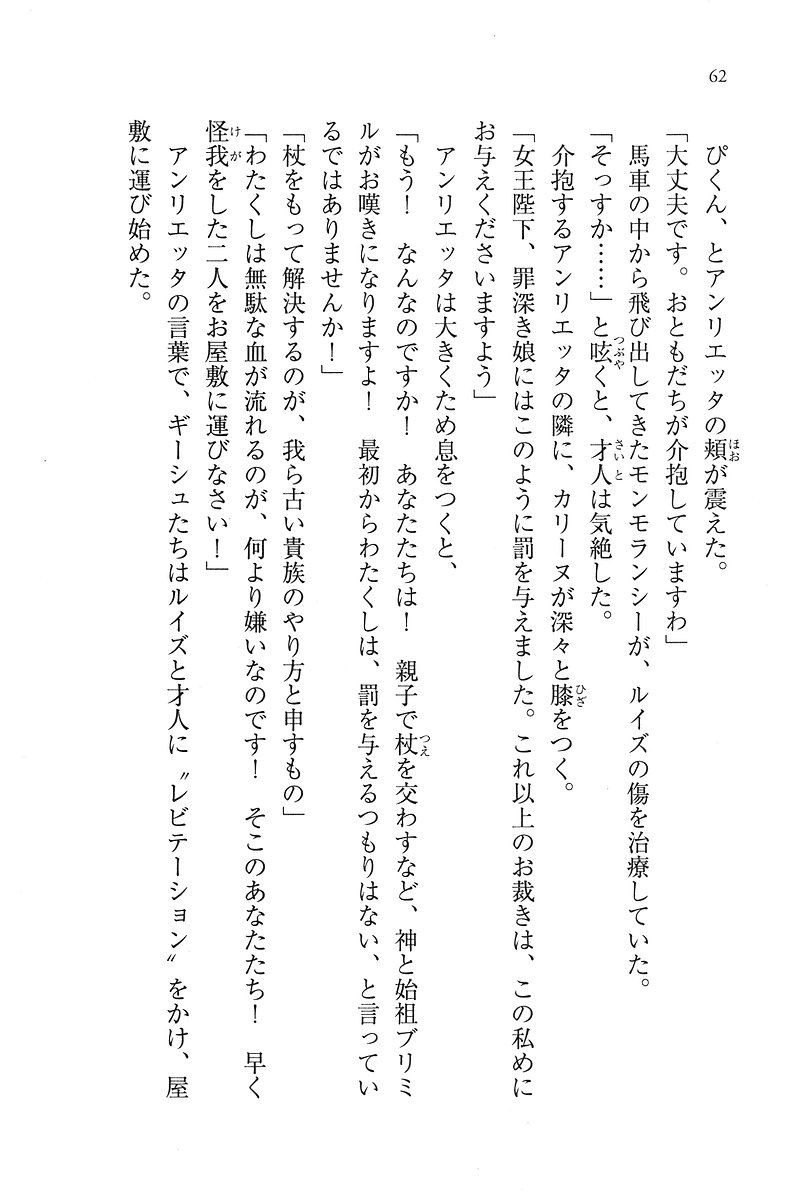 62
ぴくん、とアンリエッタの頬が震えた。
「大丈夫です。おともだちが介抱していますわ」
馬車の中から飛び出してきたモンモランシーが、ルイズの傷を治療していた。
「そっすか……」と呟くと、才人は気絶した。
介抱するアンリエッタの隣に、カリーヌが深々と膝をつく。
「女王陛下、罪深き娘にはこのように罰を与えました。これ以上のお裁きは、この私めに
お与えくださいますよう」
アンリエッタは大きくため息をつくと、
「もう！　なんなのですか！　あなたたちは！　親子で杖を交わすなど、神と始祖ブリミ
ルがお嘆きになりますよ！　最初からわたくしは、罰を与えるつもりはない、と言ってい
るではありませんか！」
「杖をもって解決するのが、我ら古い貴族のやり方と申すもの」
「わたくしは無駄な血が流れるのが、何より嫌いなのです！　そこのあなたたち！　早く
怪我をした二人をお屋敷に運びなさい！」
アンリエッタの言葉で、ギーシュたちはルイズと才人に〝レビテーション〟をかけ、屋
敷に運び始めた。